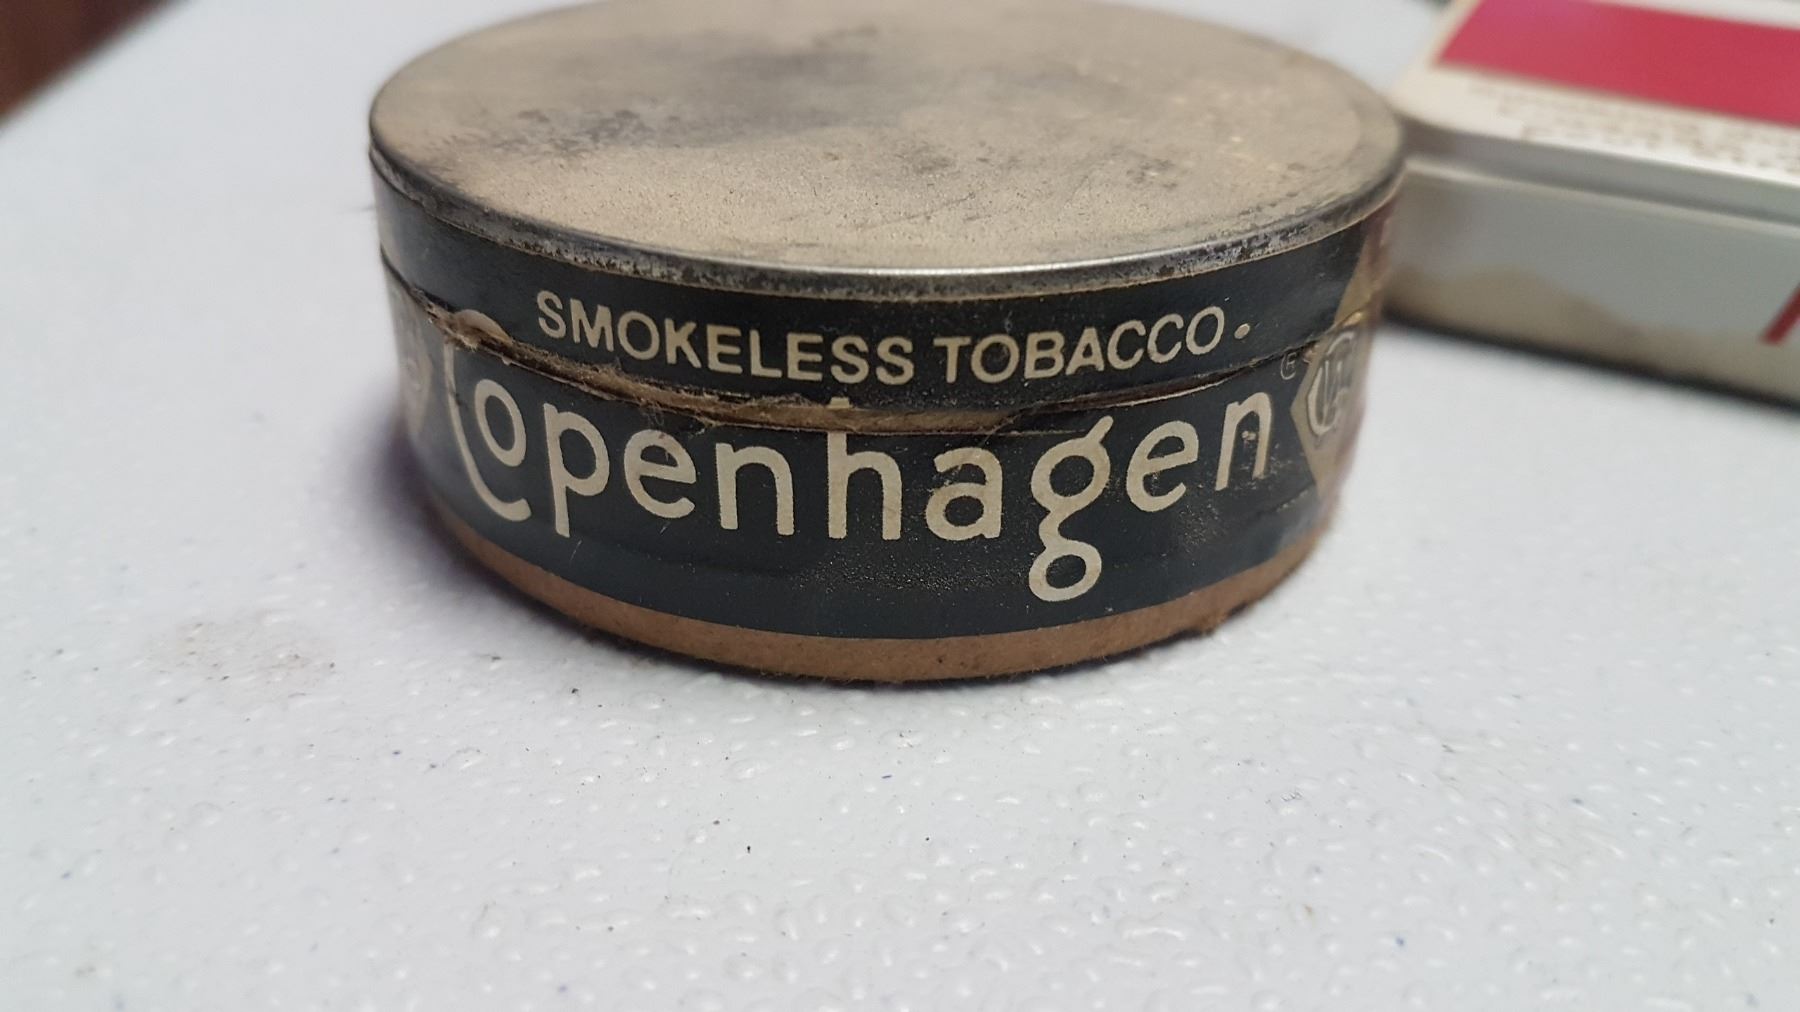 SMOKELESS TOBACCO •
Copenhagen ®